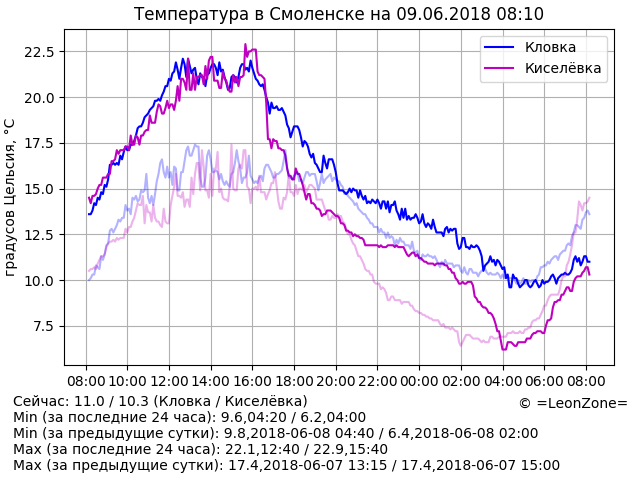 Температура в Смоленске на 09.06.2018 08:10
Кловка
Киселёвка
градусов Цельсия, °C
22.5
20.0
17.5
15.0
12.5
10.0
7.5
08:00 10:00 12:00 14:00 16:00 18:00 20:00 22:00 00:00 02:00 04:00 06:00 08:00
Сейчас: 11.0 / 10.3 (Кловка / Киселёвка)
© =LeonZone=
Min (за последние 24 часа): 9.6,04:20 / 6.2,04:00
Min (за предыдущие сутки): 9.8,2018-06-08 04:40 / 6.4,2018-06-08 02:00
Max (за последние 24 часа): 22.1,12:40 / 22.9,15:40
Max (за предыдущие сутки): 17.4,2018-06-07 13:15 / 17.4,2018-06-07 15:00